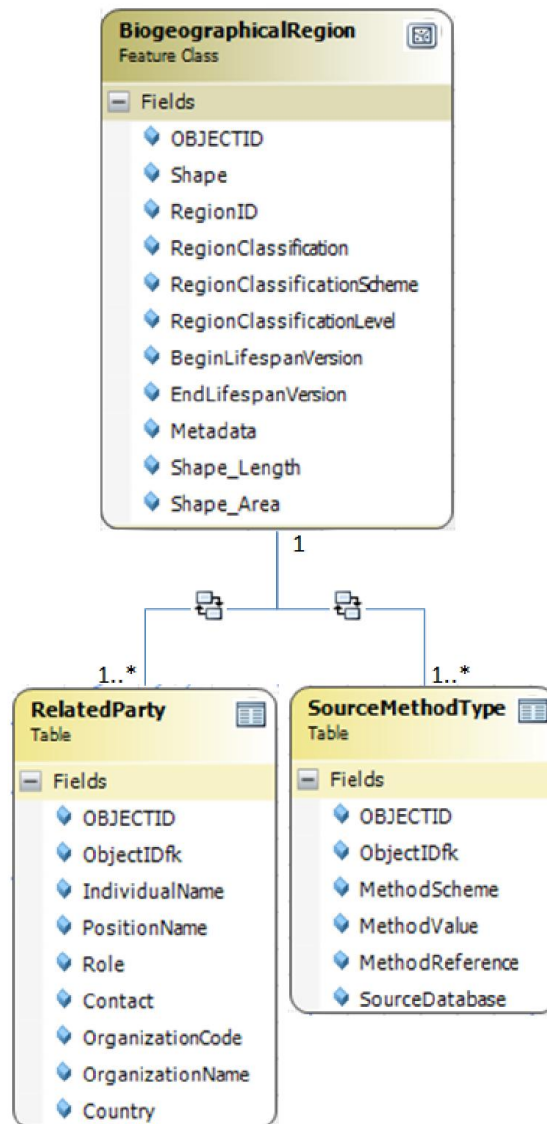 BiogeographicalRegion
Feature Class
Fields
OBJECTID
Shape
RegionID
RegionClassification
RegionClassificationScheme
RegionClassificationLevel
BeginLifespanVersion
EndLifespanVersion
Metadata
Shape_Length
Shape_Area
1
1..*
1..*
RelatedParty
Table
Fields
OBJECTID
ObjectIDfk
IndividualName
PositionName
Role
Contact
OrganizationCode
OrganizationName
Country
SourceMethodType
Table
Fields
OBJECTID
ObjectIDfk
MethodScheme
MethodValue
MethodReference
SourceDatabase